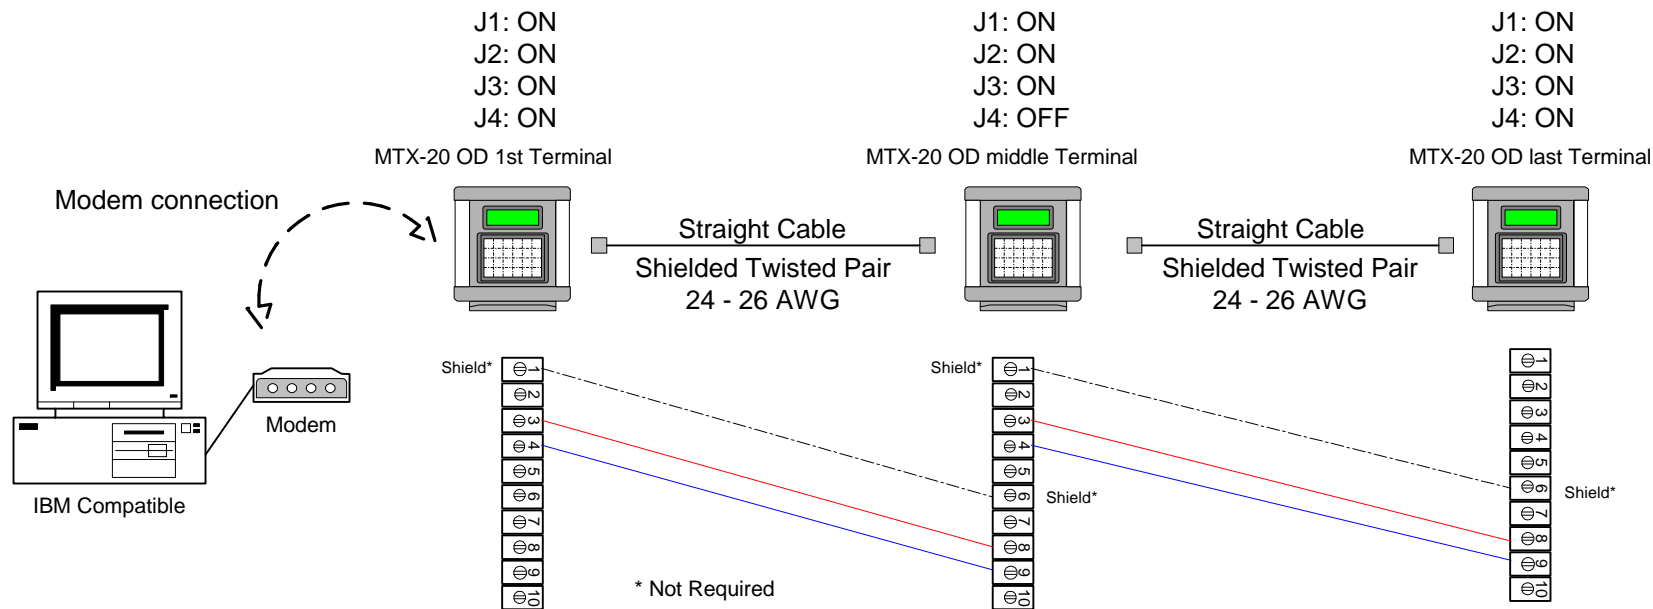 J1: ON
J2: ON
J3: ON
J4: ON
MTX-20 OD 1st Terminal
J1: ON
J2: ON
J3: ON
J4: OFF
MTX-20 OD middle Terminal
J1: ON
J2: ON
J3: ON
J4: ON
MTX-20 OD last Terminal
Modem connection
Straight Cable
Shielded Twisted Pair
24 - 26 AWG
Straight Cable
Shielded Twisted Pair
24 - 26 AWG
Modem
IBM Compatible
Shield*
1
2
3
4
5
6
7
8
9
10
Shield*
1
2
3
4
5
6
7
8
9
10
Shield*
1
2
3
4
5
6
7
8
9
10
Shield*
* Not Required